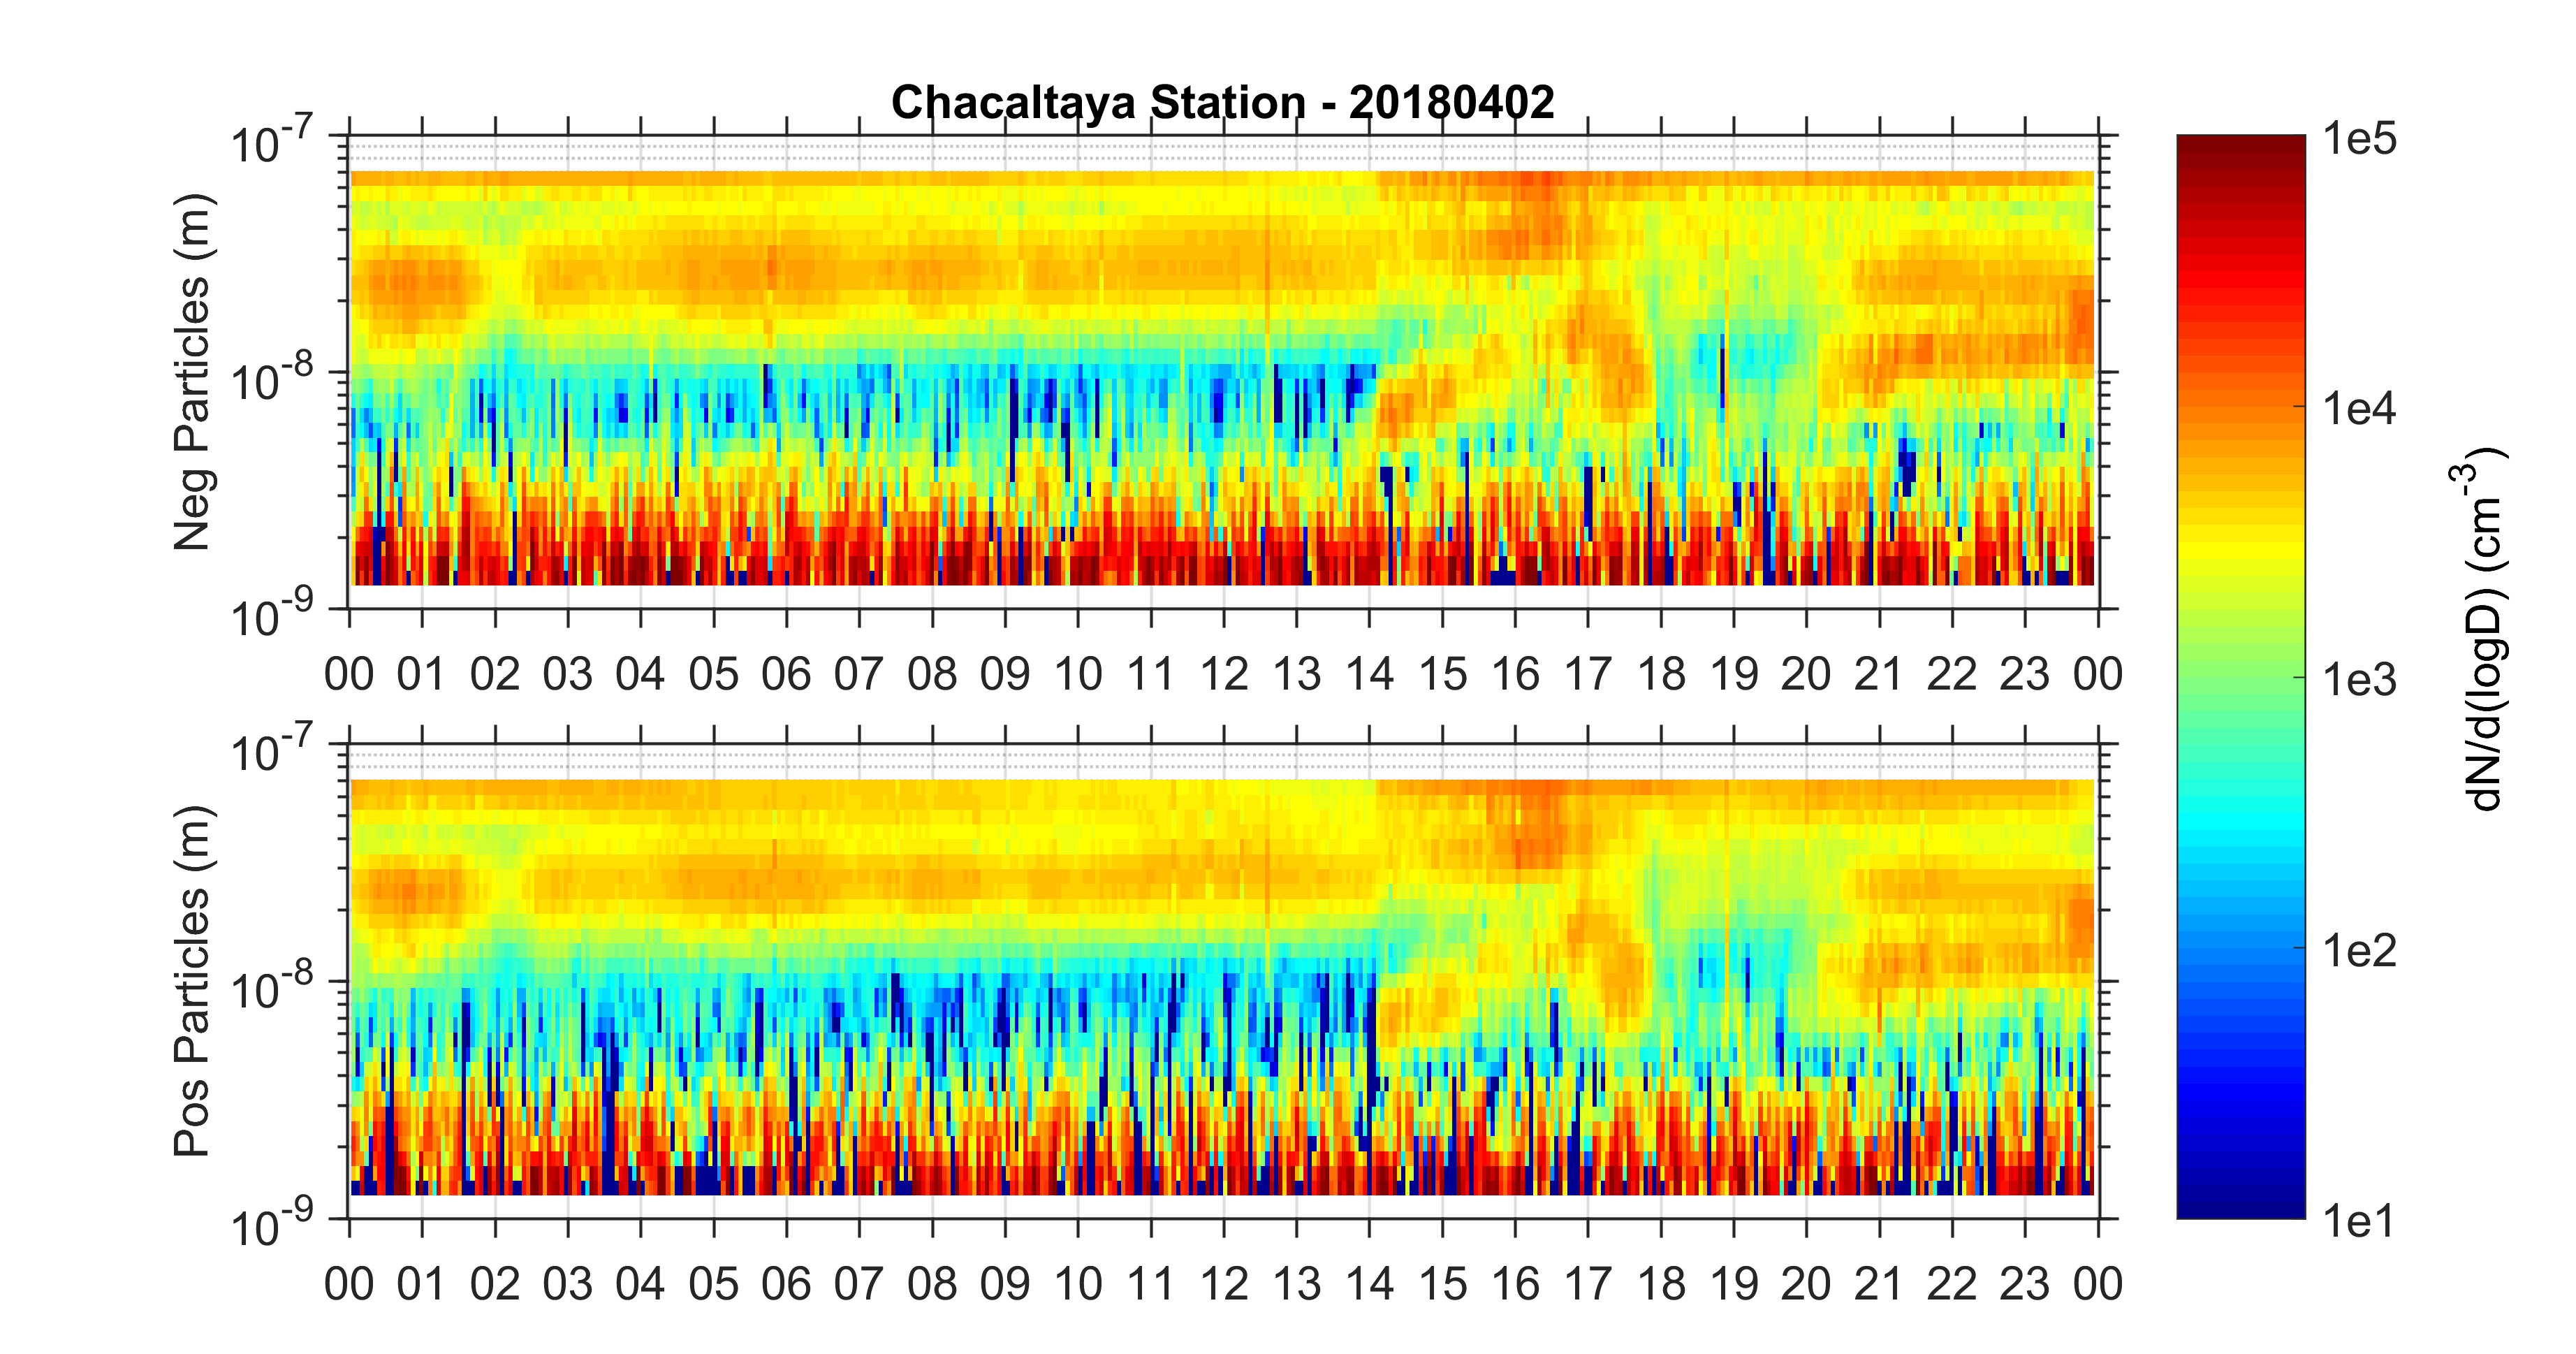 Chacaltaya Station - 20180402
Neg Particles (m)
10^-7
10^-8
10^-9
00 01 02 03 04 05 06 07 08 09 10 11 12 13 14 15 16 17 18 19 20 21 22 23 00
Pos Particles (m)
10^-7
10^-8
10^-9
00 01 02 03 04 05 06 07 08 09 10 11 12 13 14 15 16 17 18 19 20 21 22 23 00
1e5
1e4
1e3
1e2
1e1
dN/d(logD) (cm^-3)